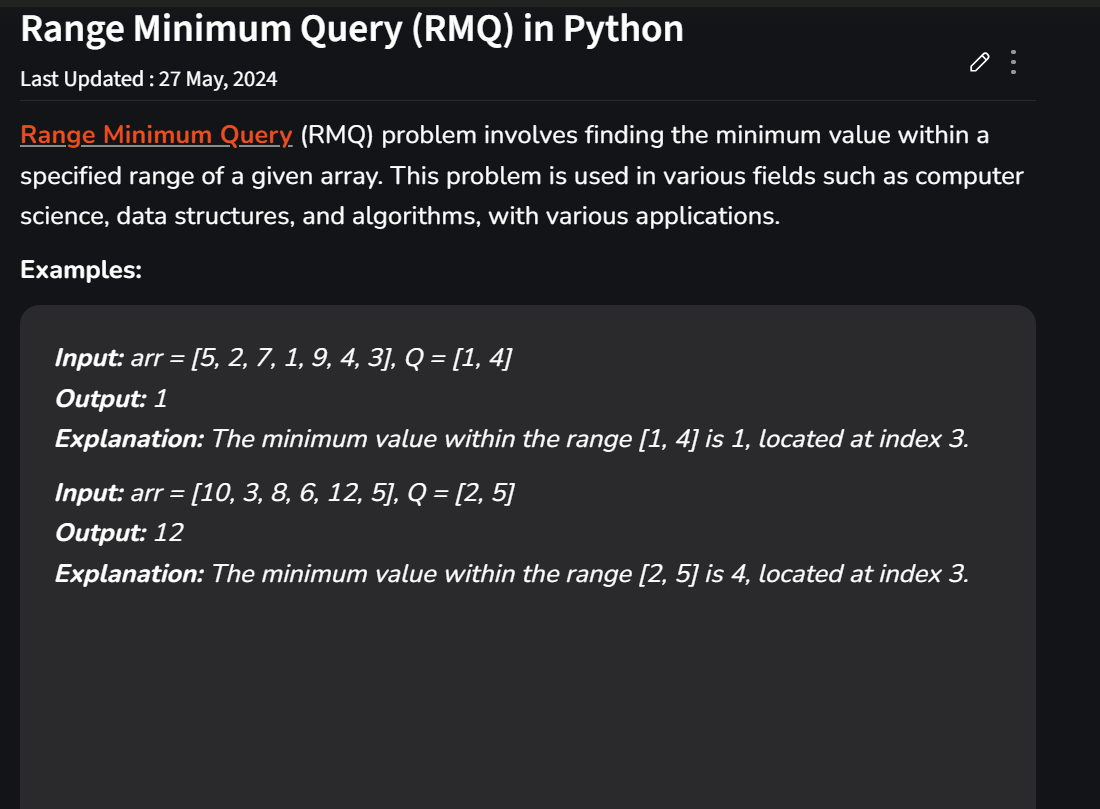 Range Minimum Query (RMQ) in Python
Last Updated : 27 May, 2024
Range Minimum Query (RMQ) problem involves finding the minimum value within a
specified range of a given array. This problem is used in various fields such as computer
science, data structures, and algorithms, with various applications.
Examples:
Input: arr = [5, 2, 7, 1, 9, 4, 3], Q = [1, 4]
Output: 1
Explanation: The minimum value within the range [1, 4] is 1, located at index 3.
Input: arr = [10, 3, 8, 6, 12, 5], Q = [2, 5]
Output: 12
Explanation: The minimum value within the range [2, 5] is 4, located at index 3.